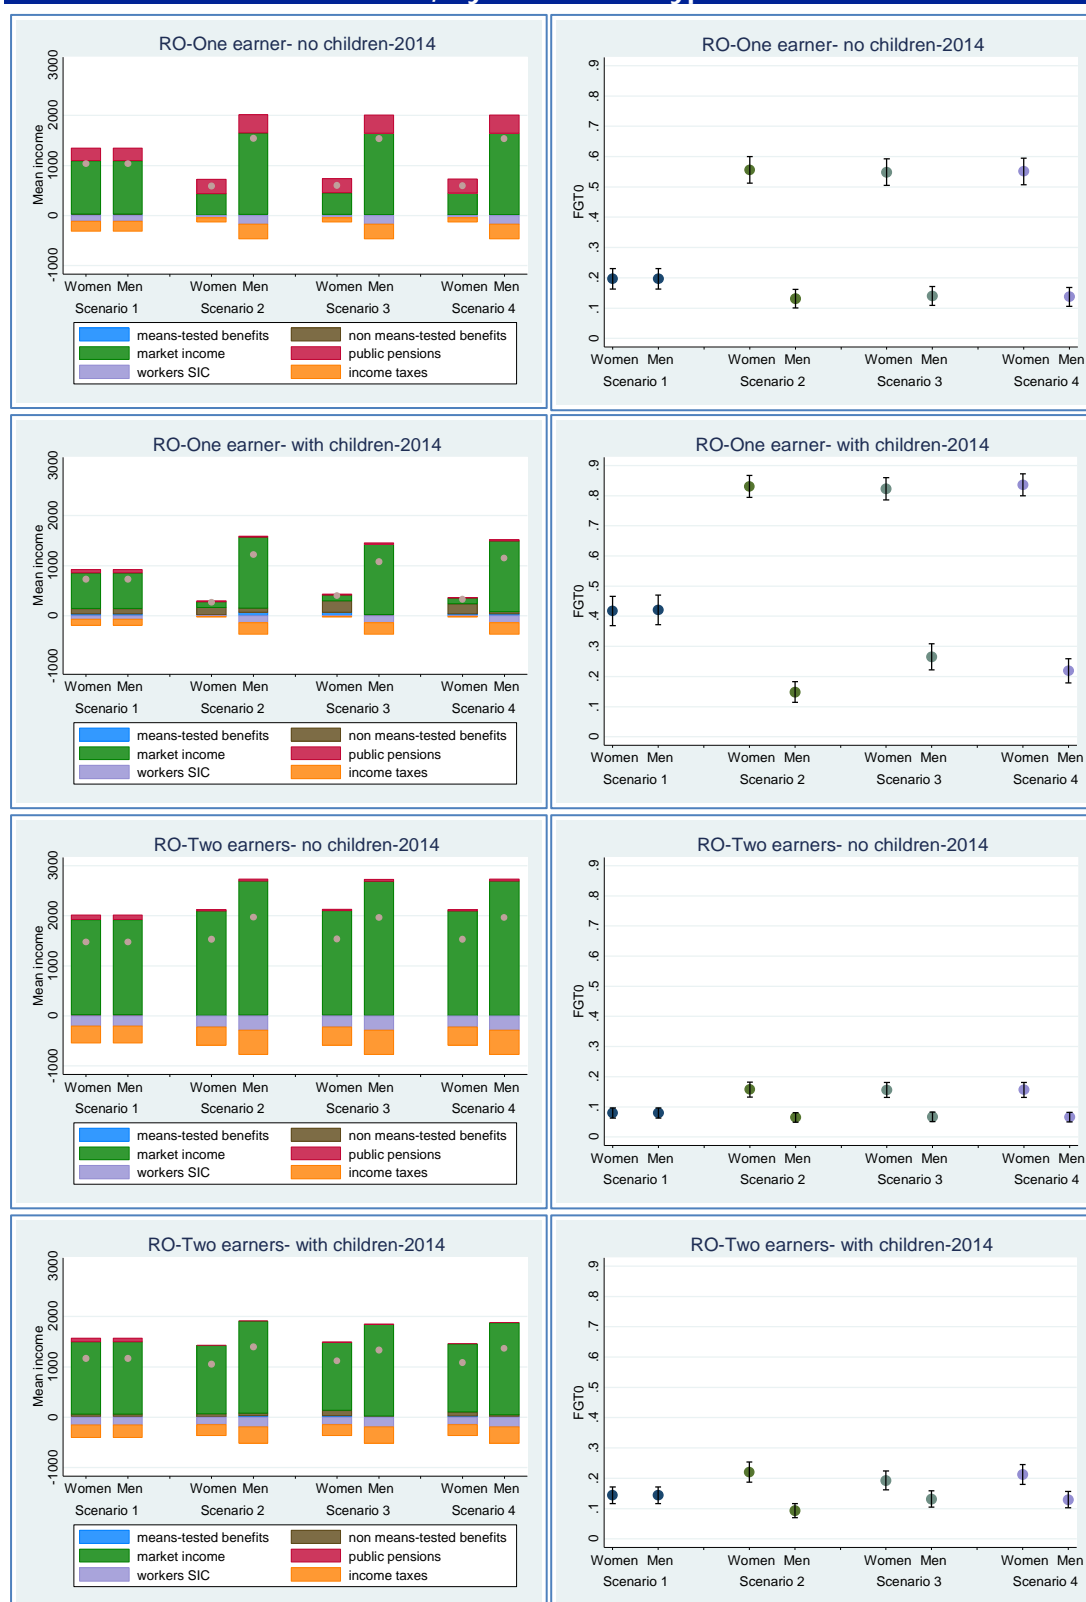 RO-One earner- no children-2014
Mean income
3000
2000
1000
0
-1000
Women Men Women Men Women Men Women Men
Scenario 1 Scenario 2 Scenario 3 Scenario 4
means-tested benefits non means-tested benefits
market income public pensions
workers SIC income taxes
RO-One earner- no children-2014
FGT0
.9
.8
.7
.6
.5
.4
.3
.2
.1
0
Women Men Women Men Women Men Women Men
Scenario 1 Scenario 2 Scenario 3 Scenario 4
RO-One earner- with children-2014
Mean income
3000
2000
1000
0
-1000
Women Men Women Men Women Men Women Men
Scenario 1 Scenario 2 Scenario 3 Scenario 4
means-tested benefits non means-tested benefits
market income public pensions
workers SIC income taxes
RO-One earner- with children-2014
FGT0
.9
.8
.7
.6
.5
.4
.3
.2
.1
0
Women Men Women Men Women Men Women Men
Scenario 1 Scenario 2 Scenario 3 Scenario 4
RO-Two earners- no children-2014
Mean income
3000
2000
1000
0
-1000
Women Men Women Men Women Men Women Men
Scenario 1 Scenario 2 Scenario 3 Scenario 4
means-tested benefits non means-tested benefits
market income public pensions
workers SIC income taxes
RO-Two earners- no children-2014
FGT0
.9
.8
.7
.6
.5
.4
.3
.2
.1
0
Women Men Women Men Women Men Women Men
Scenario 1 Scenario 2 Scenario 3 Scenario 4
RO-Two earners- with children-2014
Mean income
3000
2000
1000
0
-1000
Women Men Women Men Women Men Women Men
Scenario 1 Scenario 2 Scenario 3 Scenario 4
means-tested benefits non means-tested benefits
market income public pensions
workers SIC income taxes
RO-Two earners- with children-2014
FGT0
.9
.8
.7
.6
.5
.4
.3
.2
.1
0
Women Men Women Men Women Men Women Men
Scenario 1 Scenario 2 Scenario 3 Scenario 4